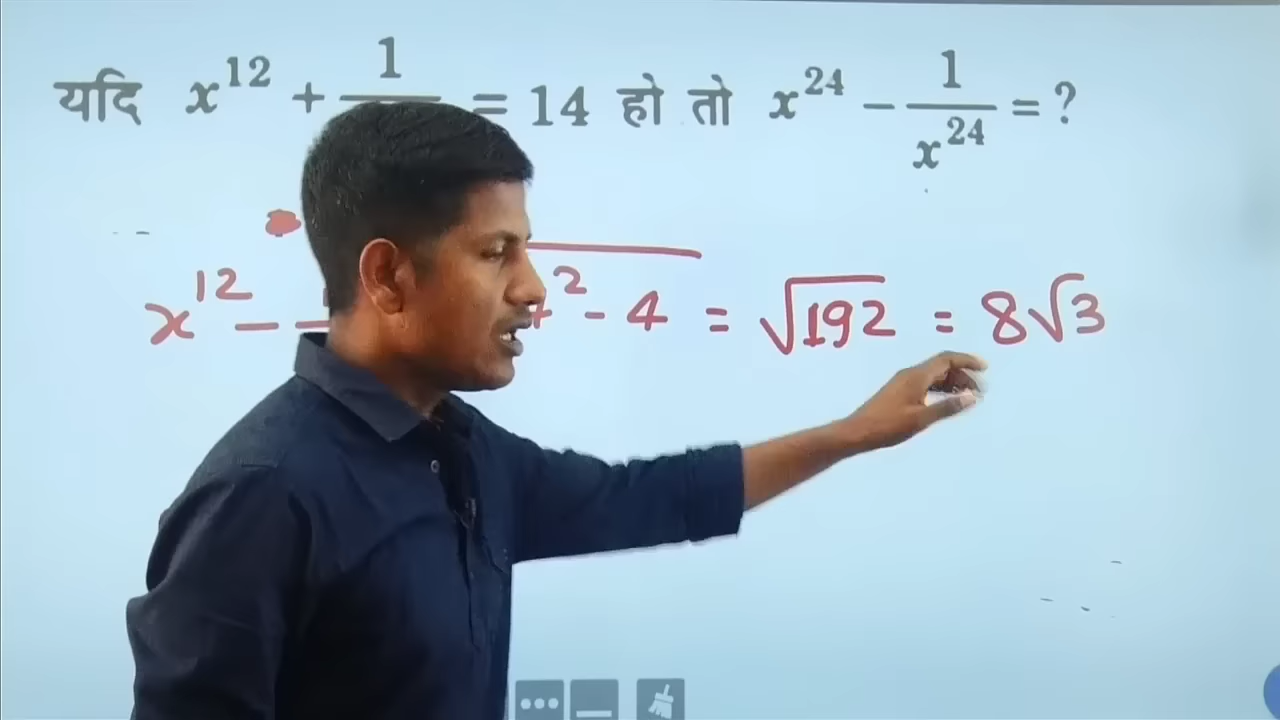 यदि x¹² + 1 = 14 हो तो x²⁴ − 1/x²⁴ = ?
x¹² − ² − 4 = √192 = 8√3